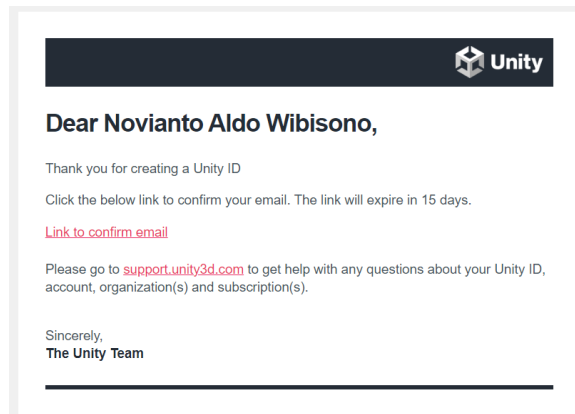 Unity
Dear Novianto Aldo Wibisono,
Thank you for creating a Unity ID
Click the below link to confirm your email. The link will expire in 15 days.
Link to confirm email
Please go to support.unity3d.com to get help with any questions about your Unity ID,
account, organization(s) and subscription(s).
Sincerely,
The Unity Team